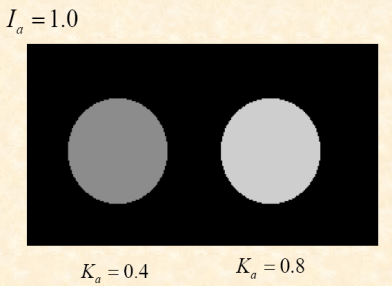 I_a = 1.0
K_a = 0.4
K_a = 0.8